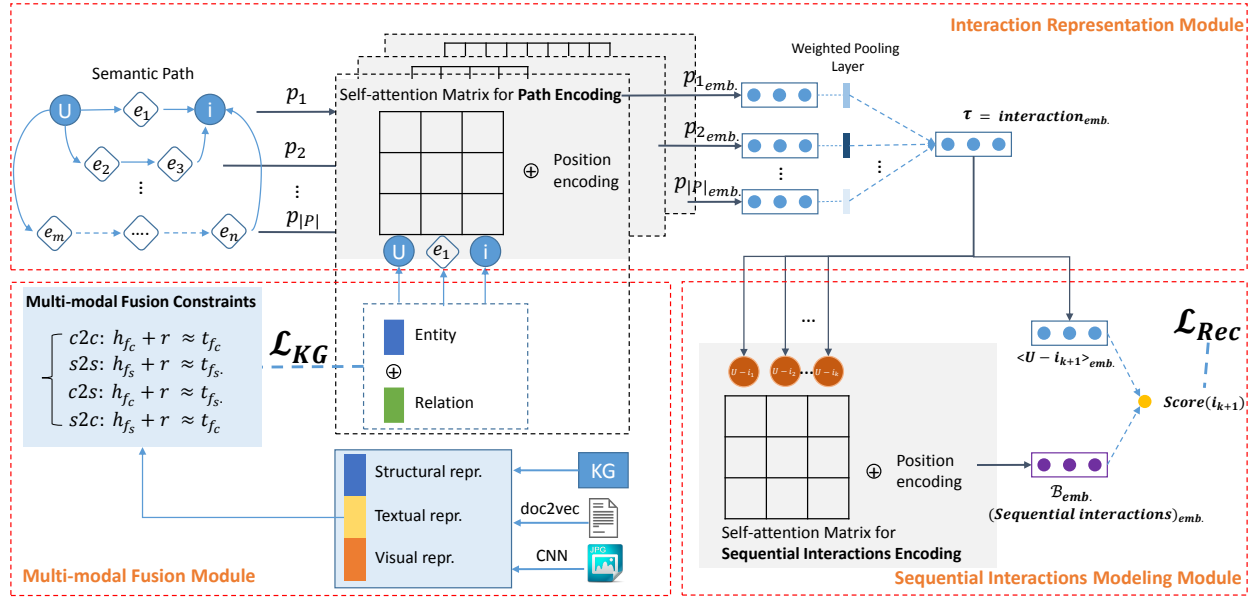 Interaction Representation Module
Semantic Path
U
e1
i
e2
e3
⋮
em
....
en
p1
p2
⋮
p|P|
Self-attention Matrix for Path Encoding
⊕
Position
encoding
U
e1
i
p1emb.
p2emb.
⋮
p|P|emb.
Weighted Pooling
Layer
⋮
τ = interactionemb.
Multi-modal Fusion Constraints
c2c: hfc + r ≈ tfc
s2s: hfs + r ≈ tfs.
c2s: hfc + r ≈ tfs.
s2c: hfs + r ≈ tfc
ℒKG
Entity
⊕
Relation
Structural repr.
Textual repr.
Visual repr.
KG
doc2vec
CNN
JPG
Multi-modal Fusion Module
...
U − i1
U − i2
...
U − ik
⊕
Position
encoding
Self-attention Matrix for
Sequential Interactions Encoding
<U − ik+1>emb.
ℒRec
Score(ik+1)
ℬemb.
(Sequential interactions)emb.
Sequential Interactions Modeling Module